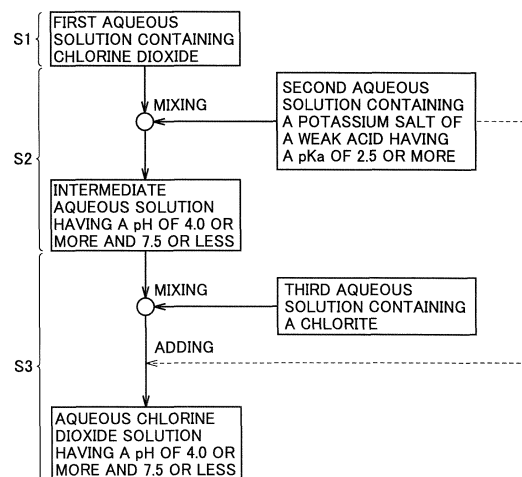 S1
FIRST AQUEOUS
SOLUTION CONTAINING
CHLORINE DIOXIDE
S2
MIXING
SECOND AQUEOUS
SOLUTION CONTAINING
A POTASSIUM SALT OF
A WEAK ACID HAVING
A pKa OF 2.5 OR MORE
INTERMEDIATE
AQUEOUS SOLUTION
HAVING A pH OF 4.0 OR
MORE AND 7.5 OR LESS
S3
MIXING
THIRD AQUEOUS
SOLUTION CONTAINING
A CHLORITE
ADDING
AQUEOUS CHLORINE
DIOXIDE SOLUTION
HAVING A pH OF 4.0 OR
MORE AND 7.5 OR LESS